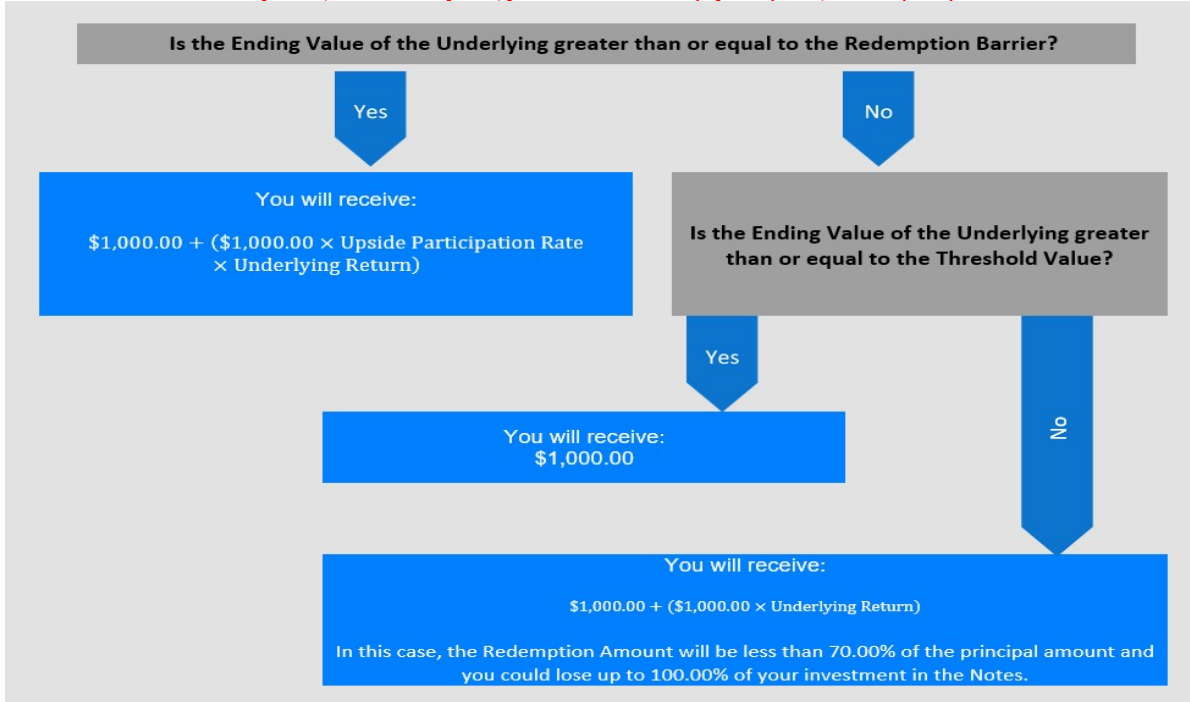 Is the Ending Value of the Underlying greater than or equal to the Redemption Barrier?
Yes
No
You will receive:
$1,000.00 + ($1,000.00 × Upside Participation Rate
× Underlying Return)
Is the Ending Value of the Underlying greater
than or equal to the Threshold Value?
Yes
No
You will receive:
$1,000.00
You will receive:
$1,000.00 + ($1,000.00 × Underlying Return)
In this case, the Redemption Amount will be less than 70.00% of the principal amount and
you could lose up to 100.00% of your investment in the Notes.